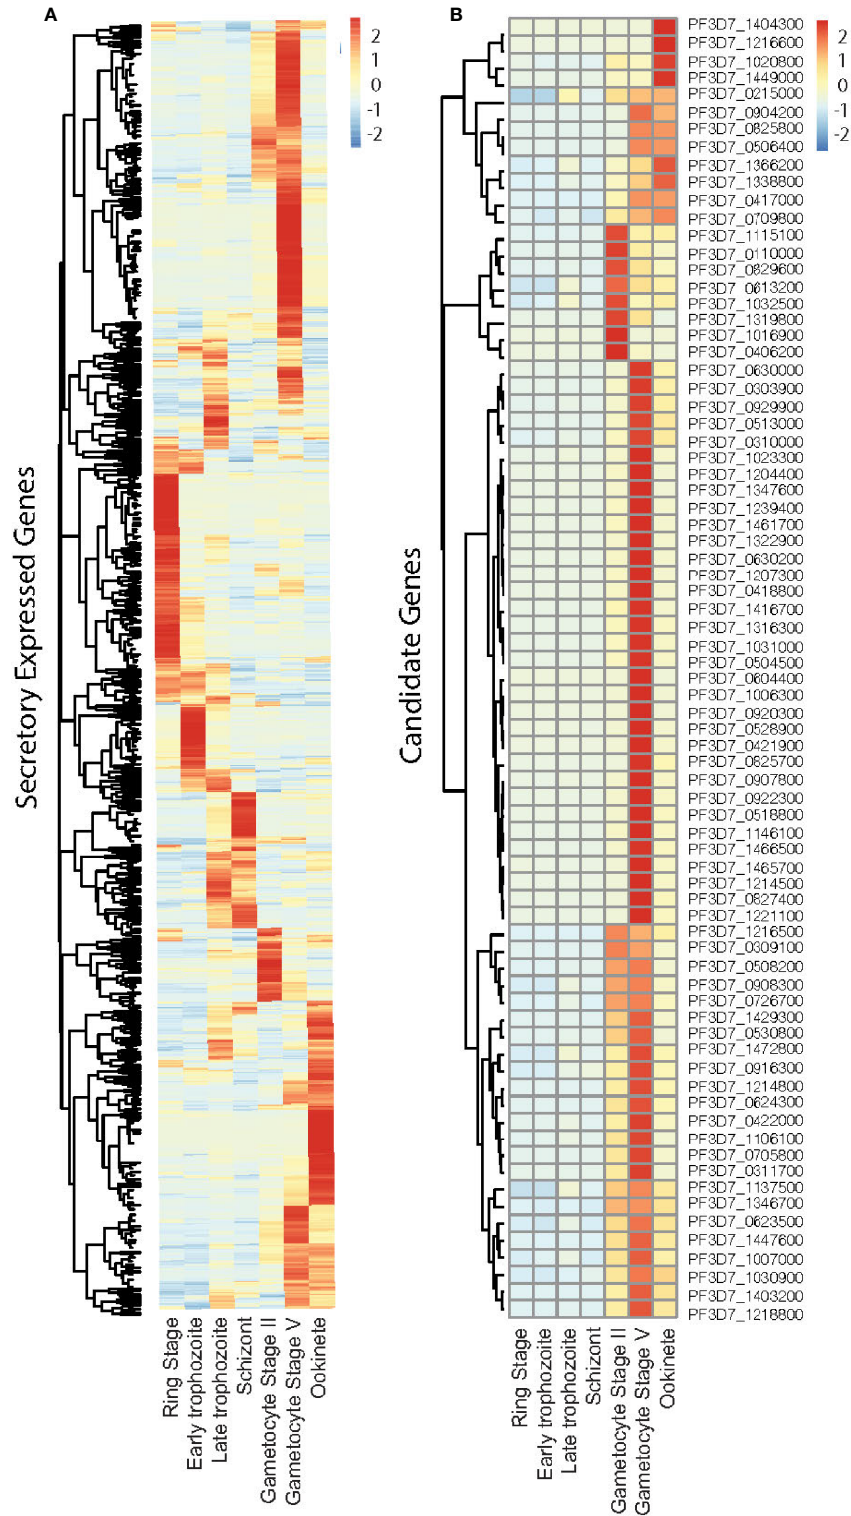 A
2
1
0
-1
-2
Secretory Expressed Genes
Ring Stage
Early trophozoite
Late trophozoite
Schizont
Gametocyte Stage II
Gametocyte Stage V
Ookinete
B
2
1
0
-1
-2
Candidate Genes
PF3D7_1404300
PF3D7_1216600
PF3D7_1020800
PF3D7_1449000
PF3D7_0215000
PF3D7_0904200
PF3D7_0825800
PF3D7_0506400
PF3D7_1366200
PF3D7_1338800
PF3D7_0417000
PF3D7_0709800
PF3D7_1115100
PF3D7_0110000
PF3D7_0829600
PF3D7_0613200
PF3D7_1032500
PF3D7_1319800
PF3D7_1016900
PF3D7_0406200
PF3D7_0630000
PF3D7_0303900
PF3D7_0929900
PF3D7_0513000
PF3D7_0310000
PF3D7_1023300
PF3D7_1204400
PF3D7_1347600
PF3D7_1239400
PF3D7_1461700
PF3D7_1322900
PF3D7_0630200
PF3D7_1207300
PF3D7_0418800
PF3D7_1416700
PF3D7_1316300
PF3D7_1031000
PF3D7_0504500
PF3D7_0604400
PF3D7_1006300
PF3D7_0920300
PF3D7_0528900
PF3D7_0421900
PF3D7_0825700
PF3D7_0907800
PF3D7_0922300
PF3D7_0518800
PF3D7_1146100
PF3D7_1466500
PF3D7_1465700
PF3D7_1214500
PF3D7_0827400
PF3D7_1221100
PF3D7_1216500
PF3D7_0309100
PF3D7_0508200
PF3D7_0908300
PF3D7_0726700
PF3D7_1429300
PF3D7_0530800
PF3D7_1472800
PF3D7_0916300
PF3D7_1214800
PF3D7_0624300
PF3D7_0422000
PF3D7_1106100
PF3D7_0705800
PF3D7_0311700
PF3D7_1137500
PF3D7_1346700
PF3D7_0623500
PF3D7_1447600
PF3D7_1007000
PF3D7_1030900
PF3D7_1403200
PF3D7_1218800
Ring Stage
Early trophozoite
Late trophozoite
Schizont
Gametocyte Stage II
Gametocyte Stage V
Ookinete